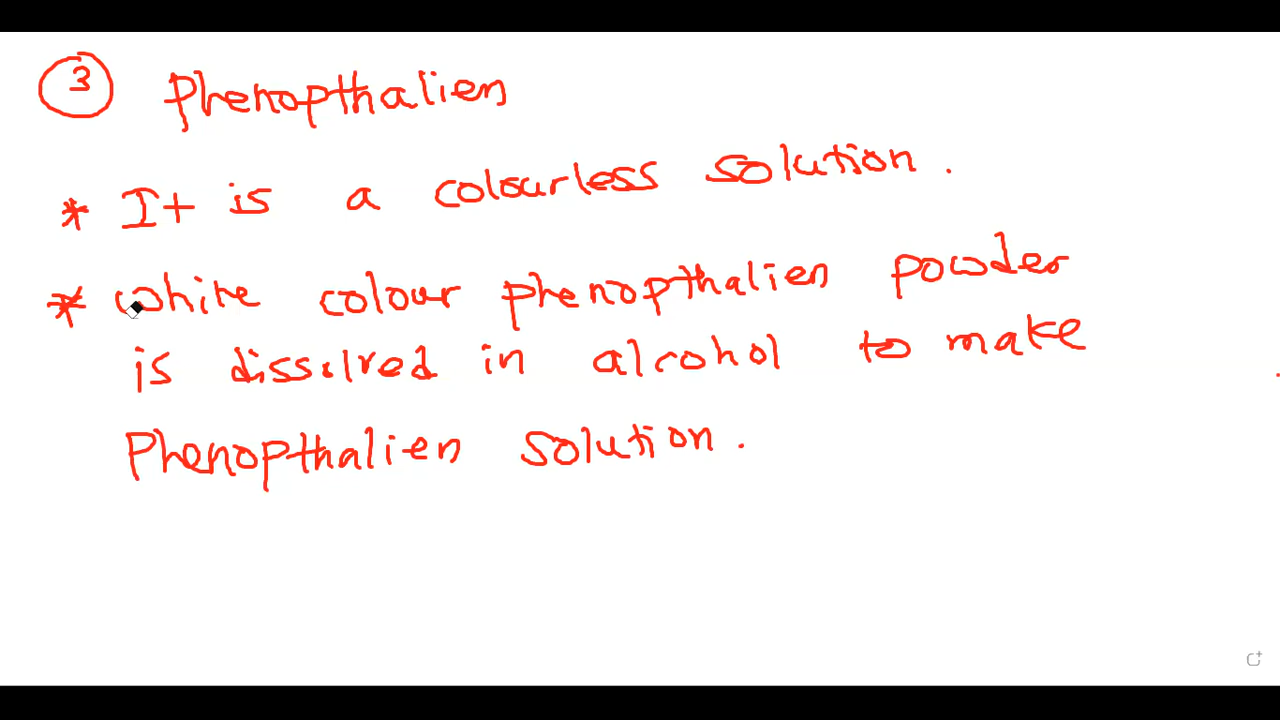 3 Phenopthalien
* It is a colourless solution.
* white colour phenopthalien powder
is dissolved in alcohol to make
Phenopthalien solution.